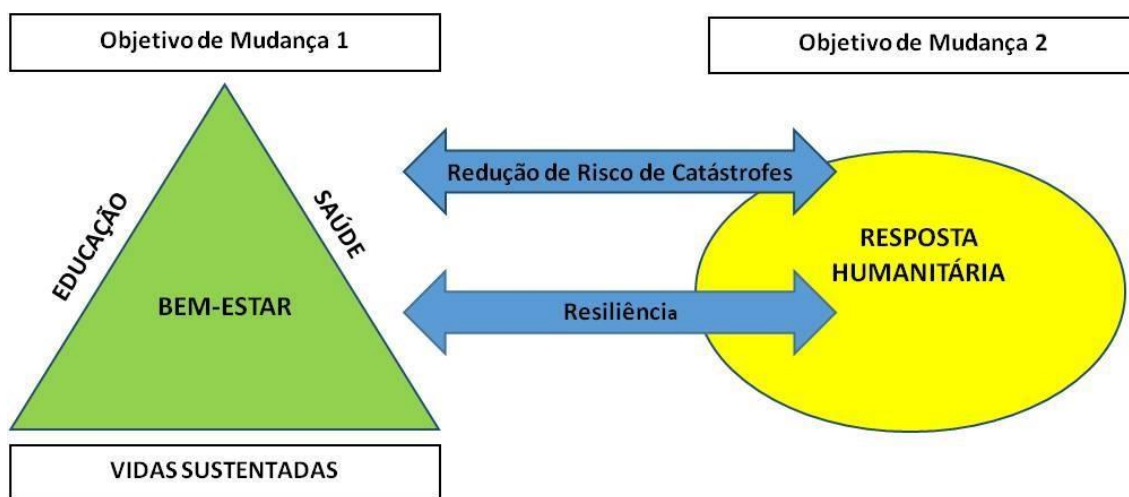 Objetivo de Mudança 1
Objetivo de Mudança 2
EDUCAÇÃO
SAÚDE
BEM-ESTAR
Redução de Risco de Catástrofes
Resiliência
RESPOSTA
HUMANITÁRIA
VIDAS SUSTENTADAS